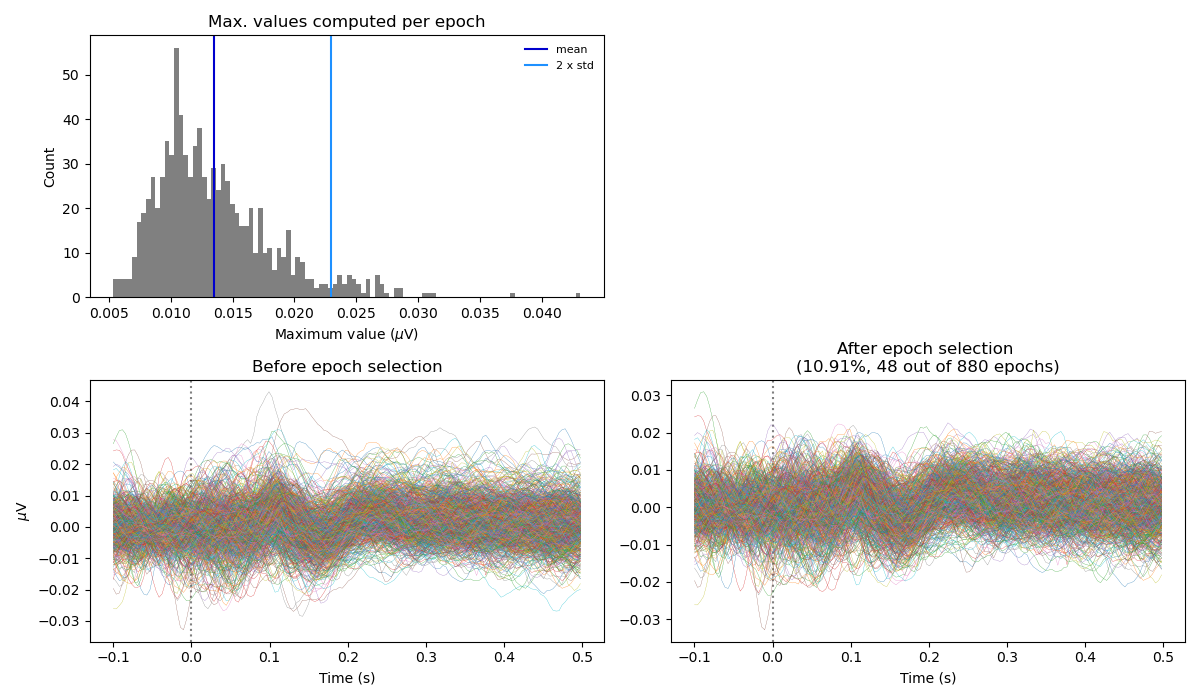 Max. values computed per epoch
mean
2 x std
50
40
30
20
10
0
Count
0.005 0.010 0.015 0.020 0.025 0.030 0.035 0.040
Maximum value (μV)
Before epoch selection
0.04
0.03
0.02
0.01
0.00
−0.01
−0.02
−0.03
μV
−0.1 0.0 0.1 0.2 0.3 0.4 0.5
Time (s)
After epoch selection
(10.91%, 48 out of 880 epochs)
0.03
0.02
0.01
0.00
−0.01
−0.02
−0.03
−0.1 0.0 0.1 0.2 0.3 0.4 0.5
Time (s)